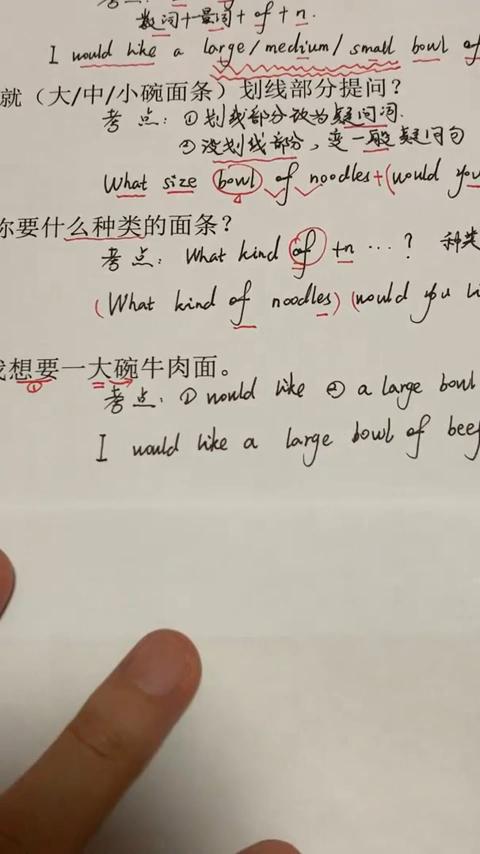 数词+量词+of+n.
I would like a large/medium/small bowl of
就（大/中/小碗面条）划线部分提问？
考点：①划线部分改为疑问词.
②没划线部分，变一般疑问句
What size bowl of noodles+(would you
你要什么种类的面条？
考点：What kind of +n …? 种类
(What kind of noodles) (would you li
我想要一大碗牛肉面。
①
考点：①would like ② a large bowl
I would like a large bowl of beef